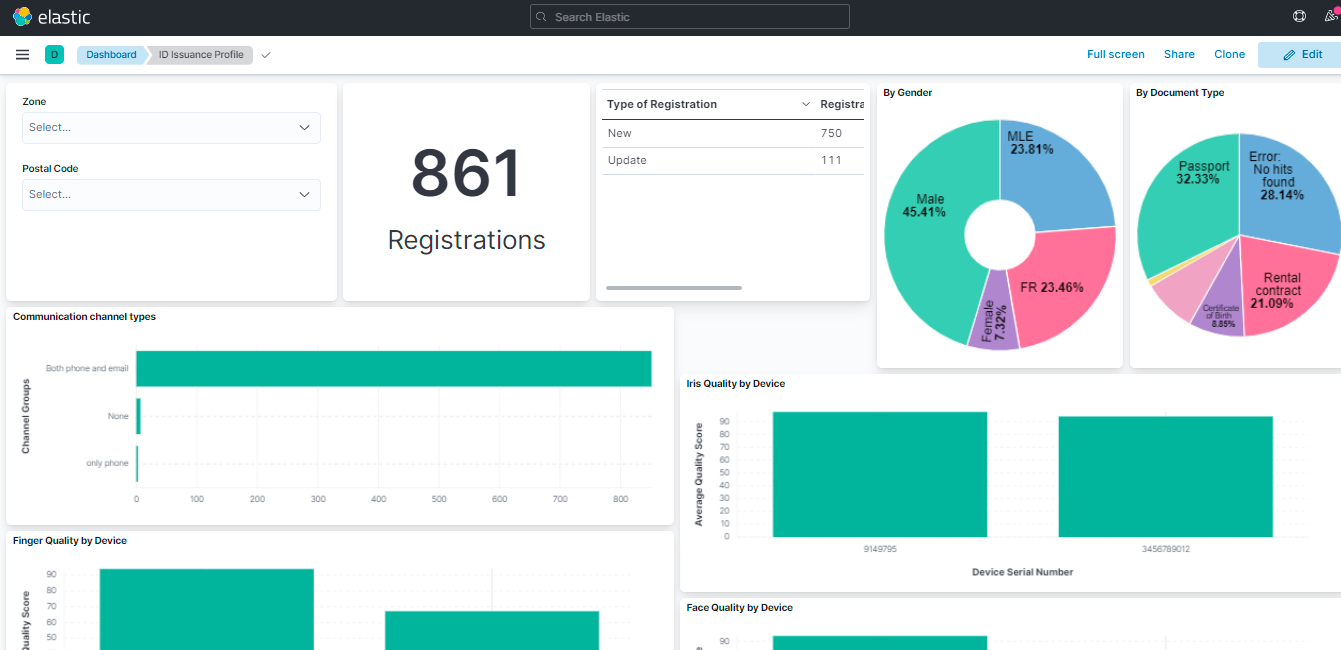 elastic
Search Elastic
D
Dashboard
ID Issuance Profile
Full screen
Share
Clone
Edit
Zone
Select...
Postal Code
Select...
861
Registrations
Type of Registration
Registra
New 750
Update 111
By Gender
MLE
23.81%
Male
45.41%
FR 23.46%
Female
7.32%
By Document Type
Passport
32.33%
Error:
No hits
found
28.14%
Rental
contract
21.09%
Certificate
of Birth
8.85%
Communication channel types
Channel Groups
Both phone and email
None
only phone
0 100 200 300 400 500 600 700 800
Iris Quality by Device
Average Quality Score
90
80
70
60
50
40
30
20
10
0
9149795
3456789012
Device Serial Number
Finger Quality by Device
Quality Score
90
80
70
60
50
Face Quality by Device
90